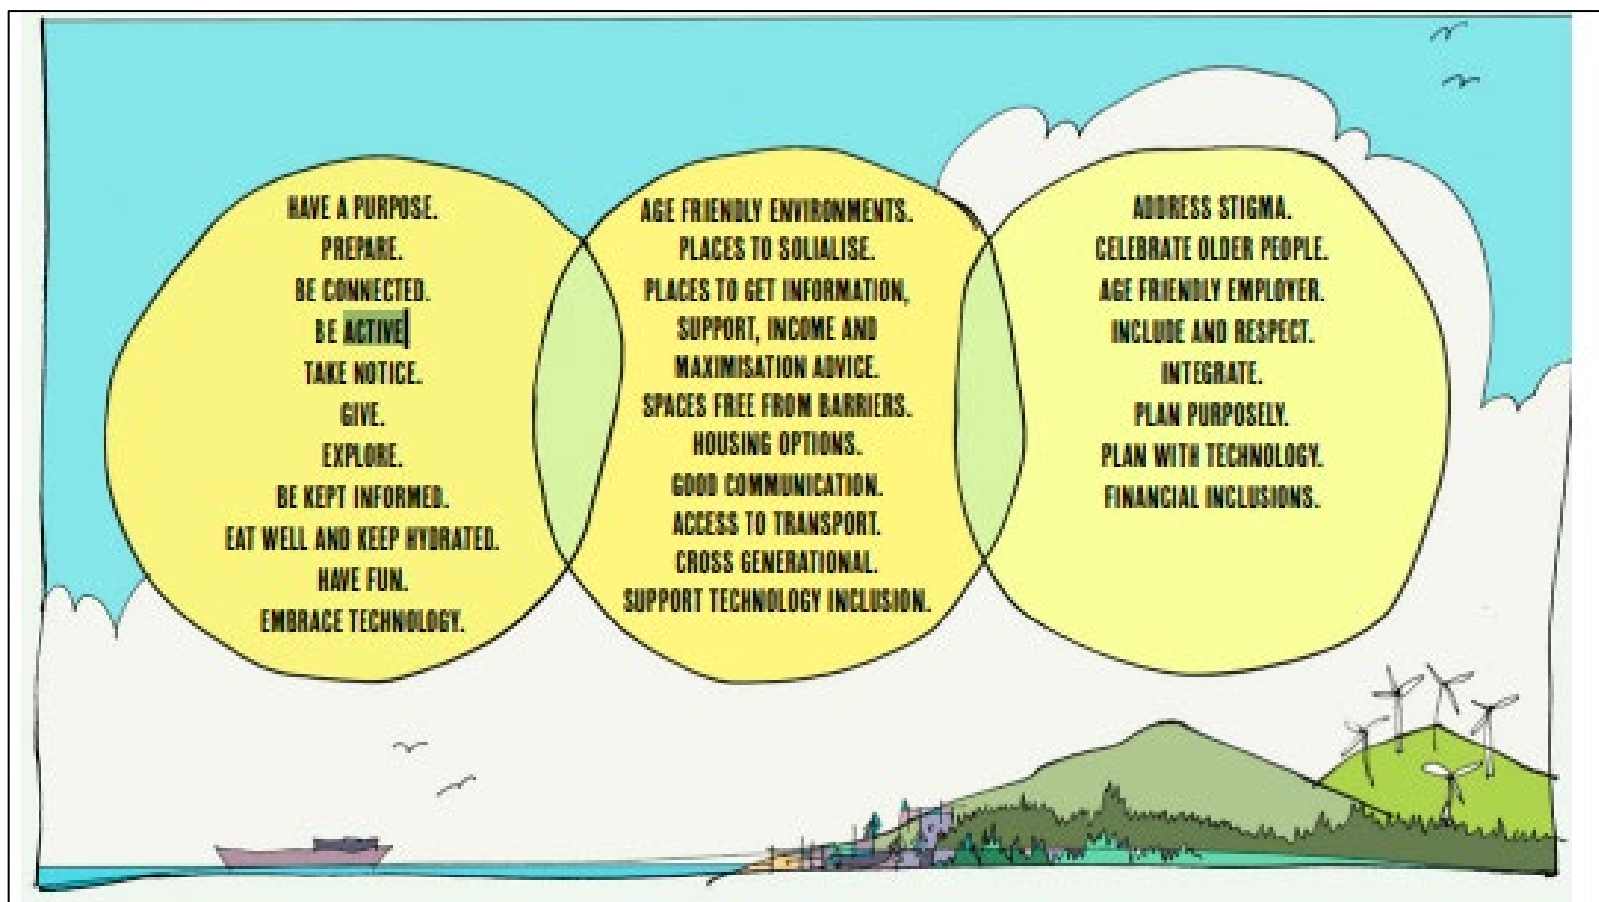 HAVE A PURPOSE.
PREPARE.
BE CONNECTED.
BE ACTIVE
TAKE NOTICE.
GIVE.
EXPLORE.
BE KEPT INFORMED.
EAT WELL AND KEEP HYDRATED.
HAVE FUN.
EMBRACE TECHNOLOGY.
AGE FRIENDLY ENVIRONMENTS.
PLACES TO SOLIALISE.
PLACES TO GET INFORMATION,
SUPPORT, INCOME AND
MAXIMISATION ADVICE.
SPACES FREE FROM BARRIERS.
HOUSING OPTIONS.
GOOD COMMUNICATION.
ACCESS TO TRANSPORT.
CROSS GENERATIONAL.
SUPPORT TECHNOLOGY INCLUSION.
ADDRESS STIGMA.
CELEBRATE OLDER PEOPLE.
AGE FRIENDLY EMPLOYER.
INCLUDE AND RESPECT.
INTEGRATE.
PLAN PURPOSELY.
PLAN WITH TECHNOLOGY.
FINANCIAL INCLUSIONS.